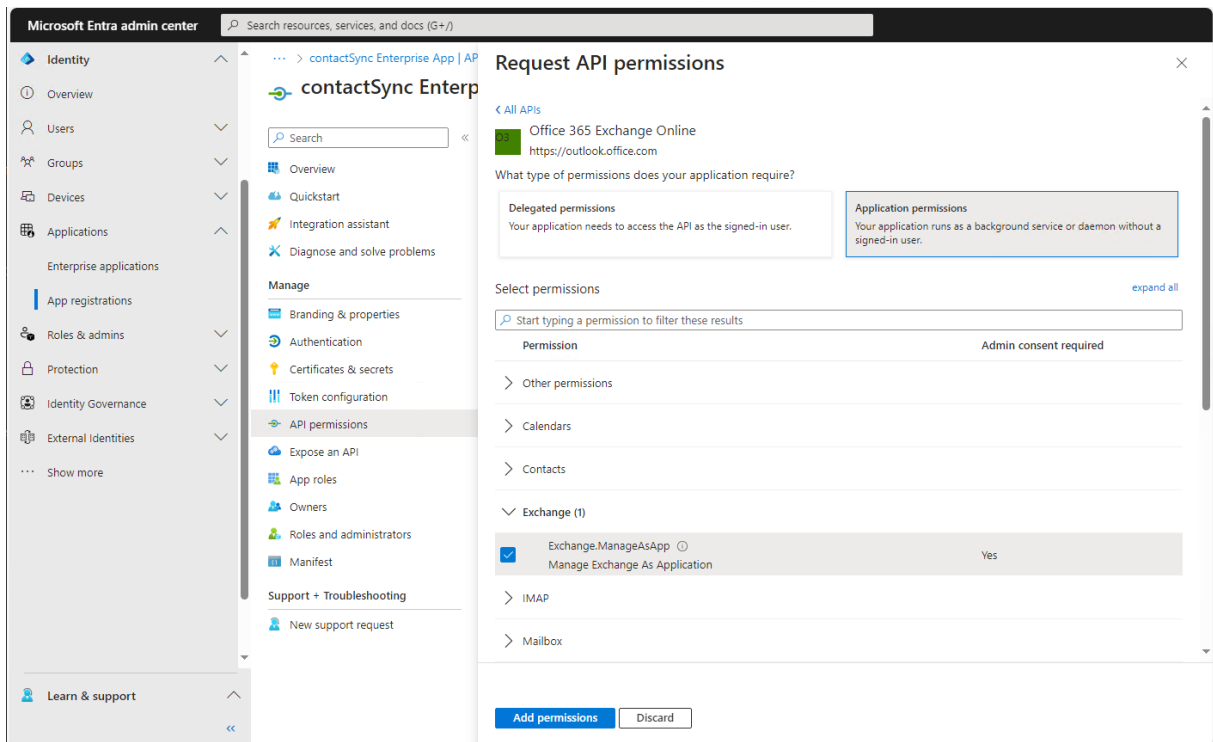 Microsoft Entra admin center
Search resources, services, and docs (G+/)
Identity
Overview
Users
Groups
Devices
Applications
Enterprise applications
App registrations
Roles & admins
Protection
Identity Governance
External Identities
Show more
Learn & support
contactSync Enterprise App | AP
contactSync Enterp
Search
Overview
Quickstart
Integration assistant
Diagnose and solve problems
Manage
Branding & properties
Authentication
Certificates & secrets
Token configuration
API permissions
Expose an API
App roles
Owners
Roles and administrators
Manifest
Support + Troubleshooting
New support request
Request API permissions
All APIs
O3
Office 365 Exchange Online
https://outlook.office.com
What type of permissions does your application require?
Delegated permissions
Your application needs to access the API as the signed-in user.
Application permissions
Your application runs as a background service or daemon without a
signed-in user.
Select permissions
expand all
Start typing a permission to filter these results
Permission
Admin consent required
Other permissions
Calendars
Contacts
Exchange (1)
Exchange.ManageAsApp
Manage Exchange As Application
Yes
IMAP
Mailbox
Add permissions
Discard